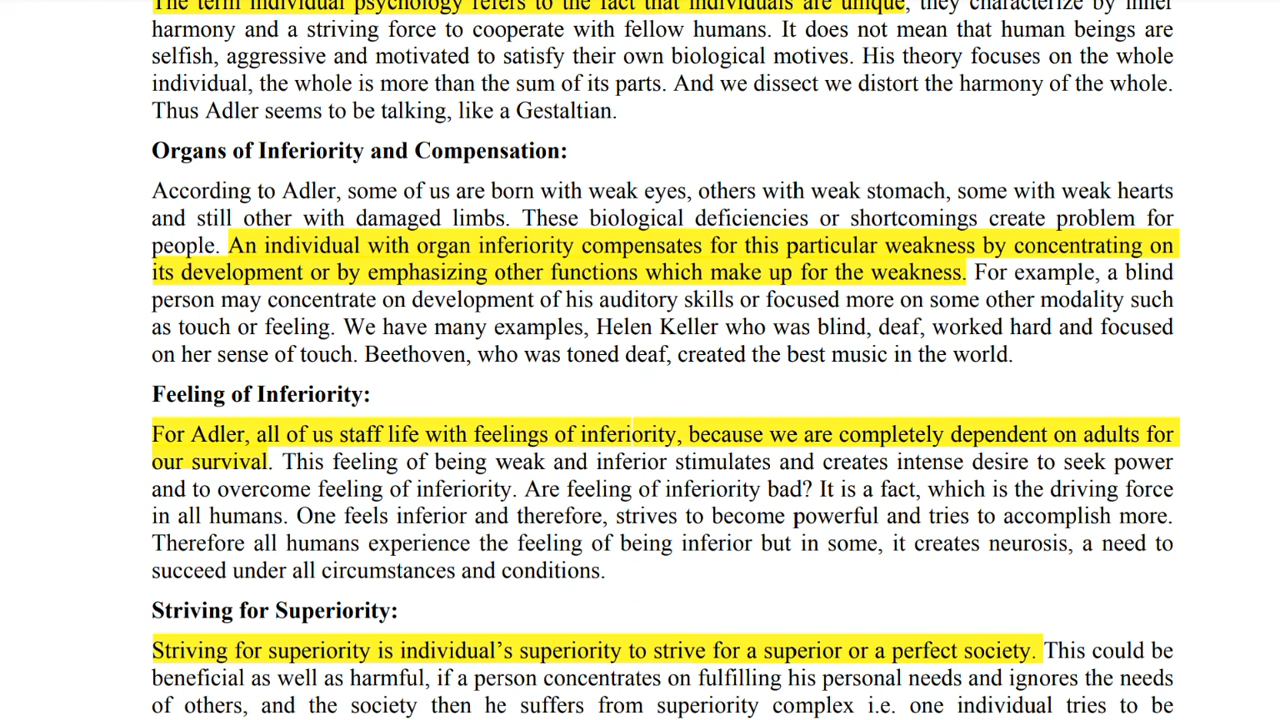 The term individual psychology refers to the fact that individuals are unique, they characterize by inner
harmony and a striving force to cooperate with fellow humans. It does not mean that human beings are
selfish, aggressive and motivated to satisfy their own biological motives. His theory focuses on the whole
individual, the whole is more than the sum of its parts. And we dissect we distort the harmony of the whole.
Thus Adler seems to be talking, like a Gestaltian.
Organs of Inferiority and Compensation:
According to Adler, some of us are born with weak eyes, others with weak stomach, some with weak hearts
and still other with damaged limbs. These biological deficiencies or shortcomings create problem for
people. An individual with organ inferiority compensates for this particular weakness by concentrating on
its development or by emphasizing other functions which make up for the weakness. For example, a blind
person may concentrate on development of his auditory skills or focused more on some other modality such
as touch or feeling. We have many examples, Helen Keller who was blind, deaf, worked hard and focused
on her sense of touch. Beethoven, who was toned deaf, created the best music in the world.
Feeling of Inferiority:
For Adler, all of us staff life with feelings of inferiority, because we are completely dependent on adults for
our survival. This feeling of being weak and inferior stimulates and creates intense desire to seek power
and to overcome feeling of inferiority. Are feeling of inferiority bad? It is a fact, which is the driving force
in all humans. One feels inferior and therefore, strives to become powerful and tries to accomplish more.
Therefore all humans experience the feeling of being inferior but in some, it creates neurosis, a need to
succeed under all circumstances and conditions.
Striving for Superiority:
Striving for superiority is individual's superiority to strive for a superior or a perfect society. This could be
beneficial as well as harmful, if a person concentrates on fulfilling his personal needs and ignores the needs
of others, and the society then he suffers from superiority complex i.e. one individual tries to be